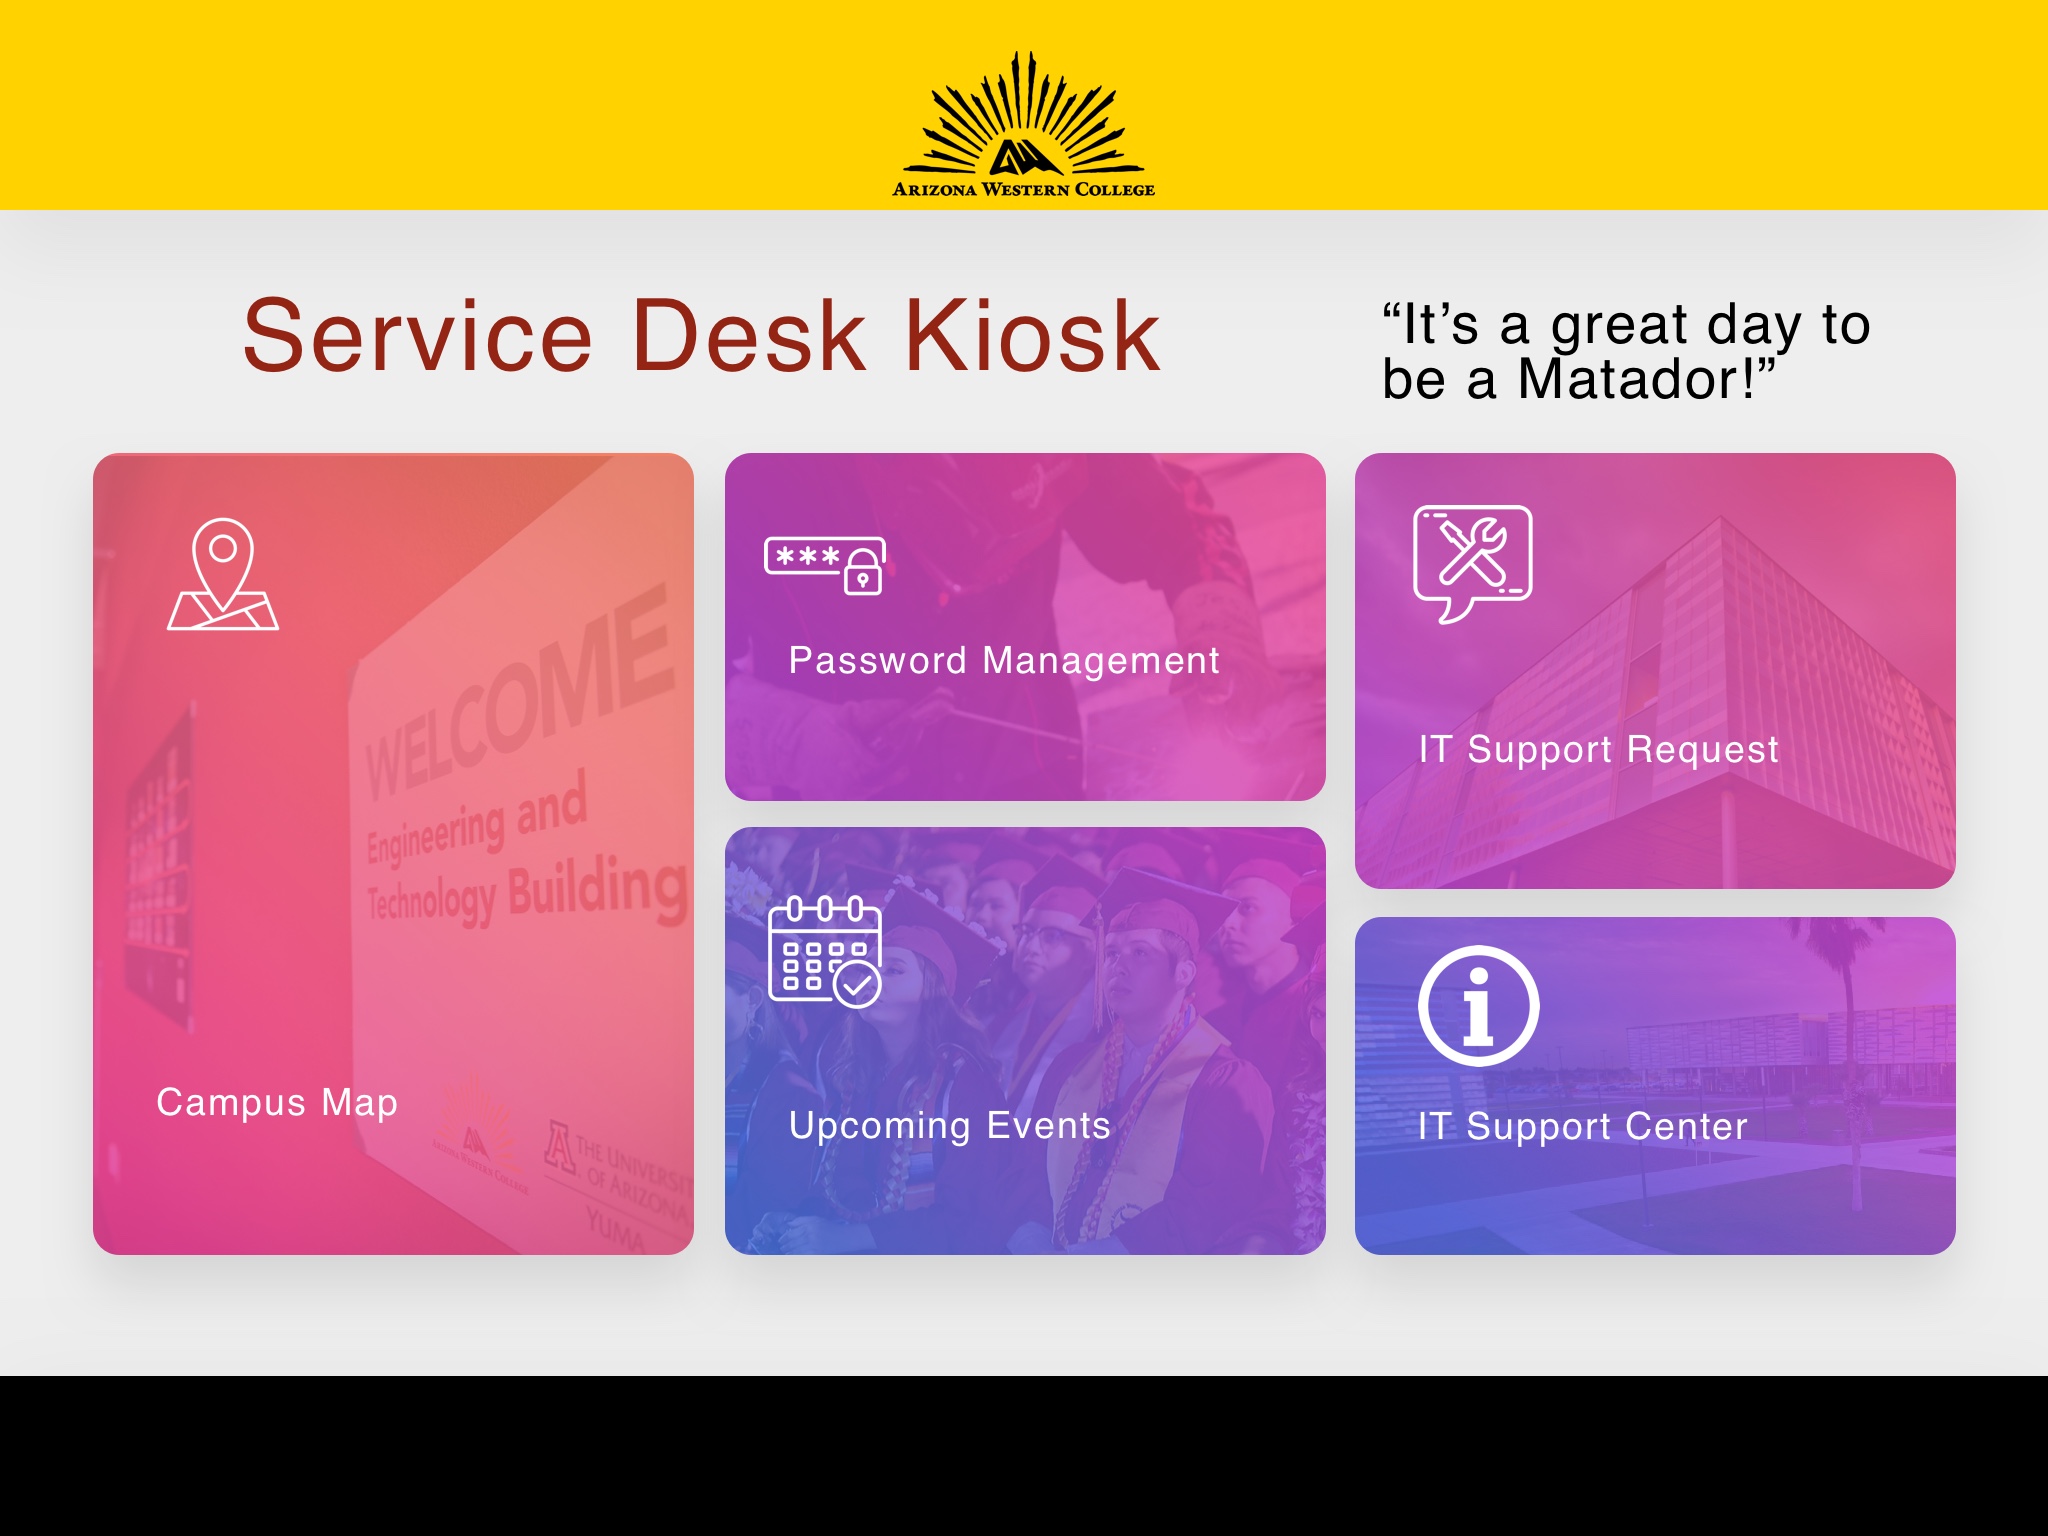 ARIZONA WESTERN COLLEGE
Service Desk Kiosk
“It’s a great day to
be a Matador!”
WELCOME
Engineering and
Technology Building
Campus Map
ARIZONA WESTERN COLLEGE
A THE UNIVERSIT
OF ARIZONA
YUMA
***
Password Management
Upcoming Events
IT Support Request
i
IT Support Center